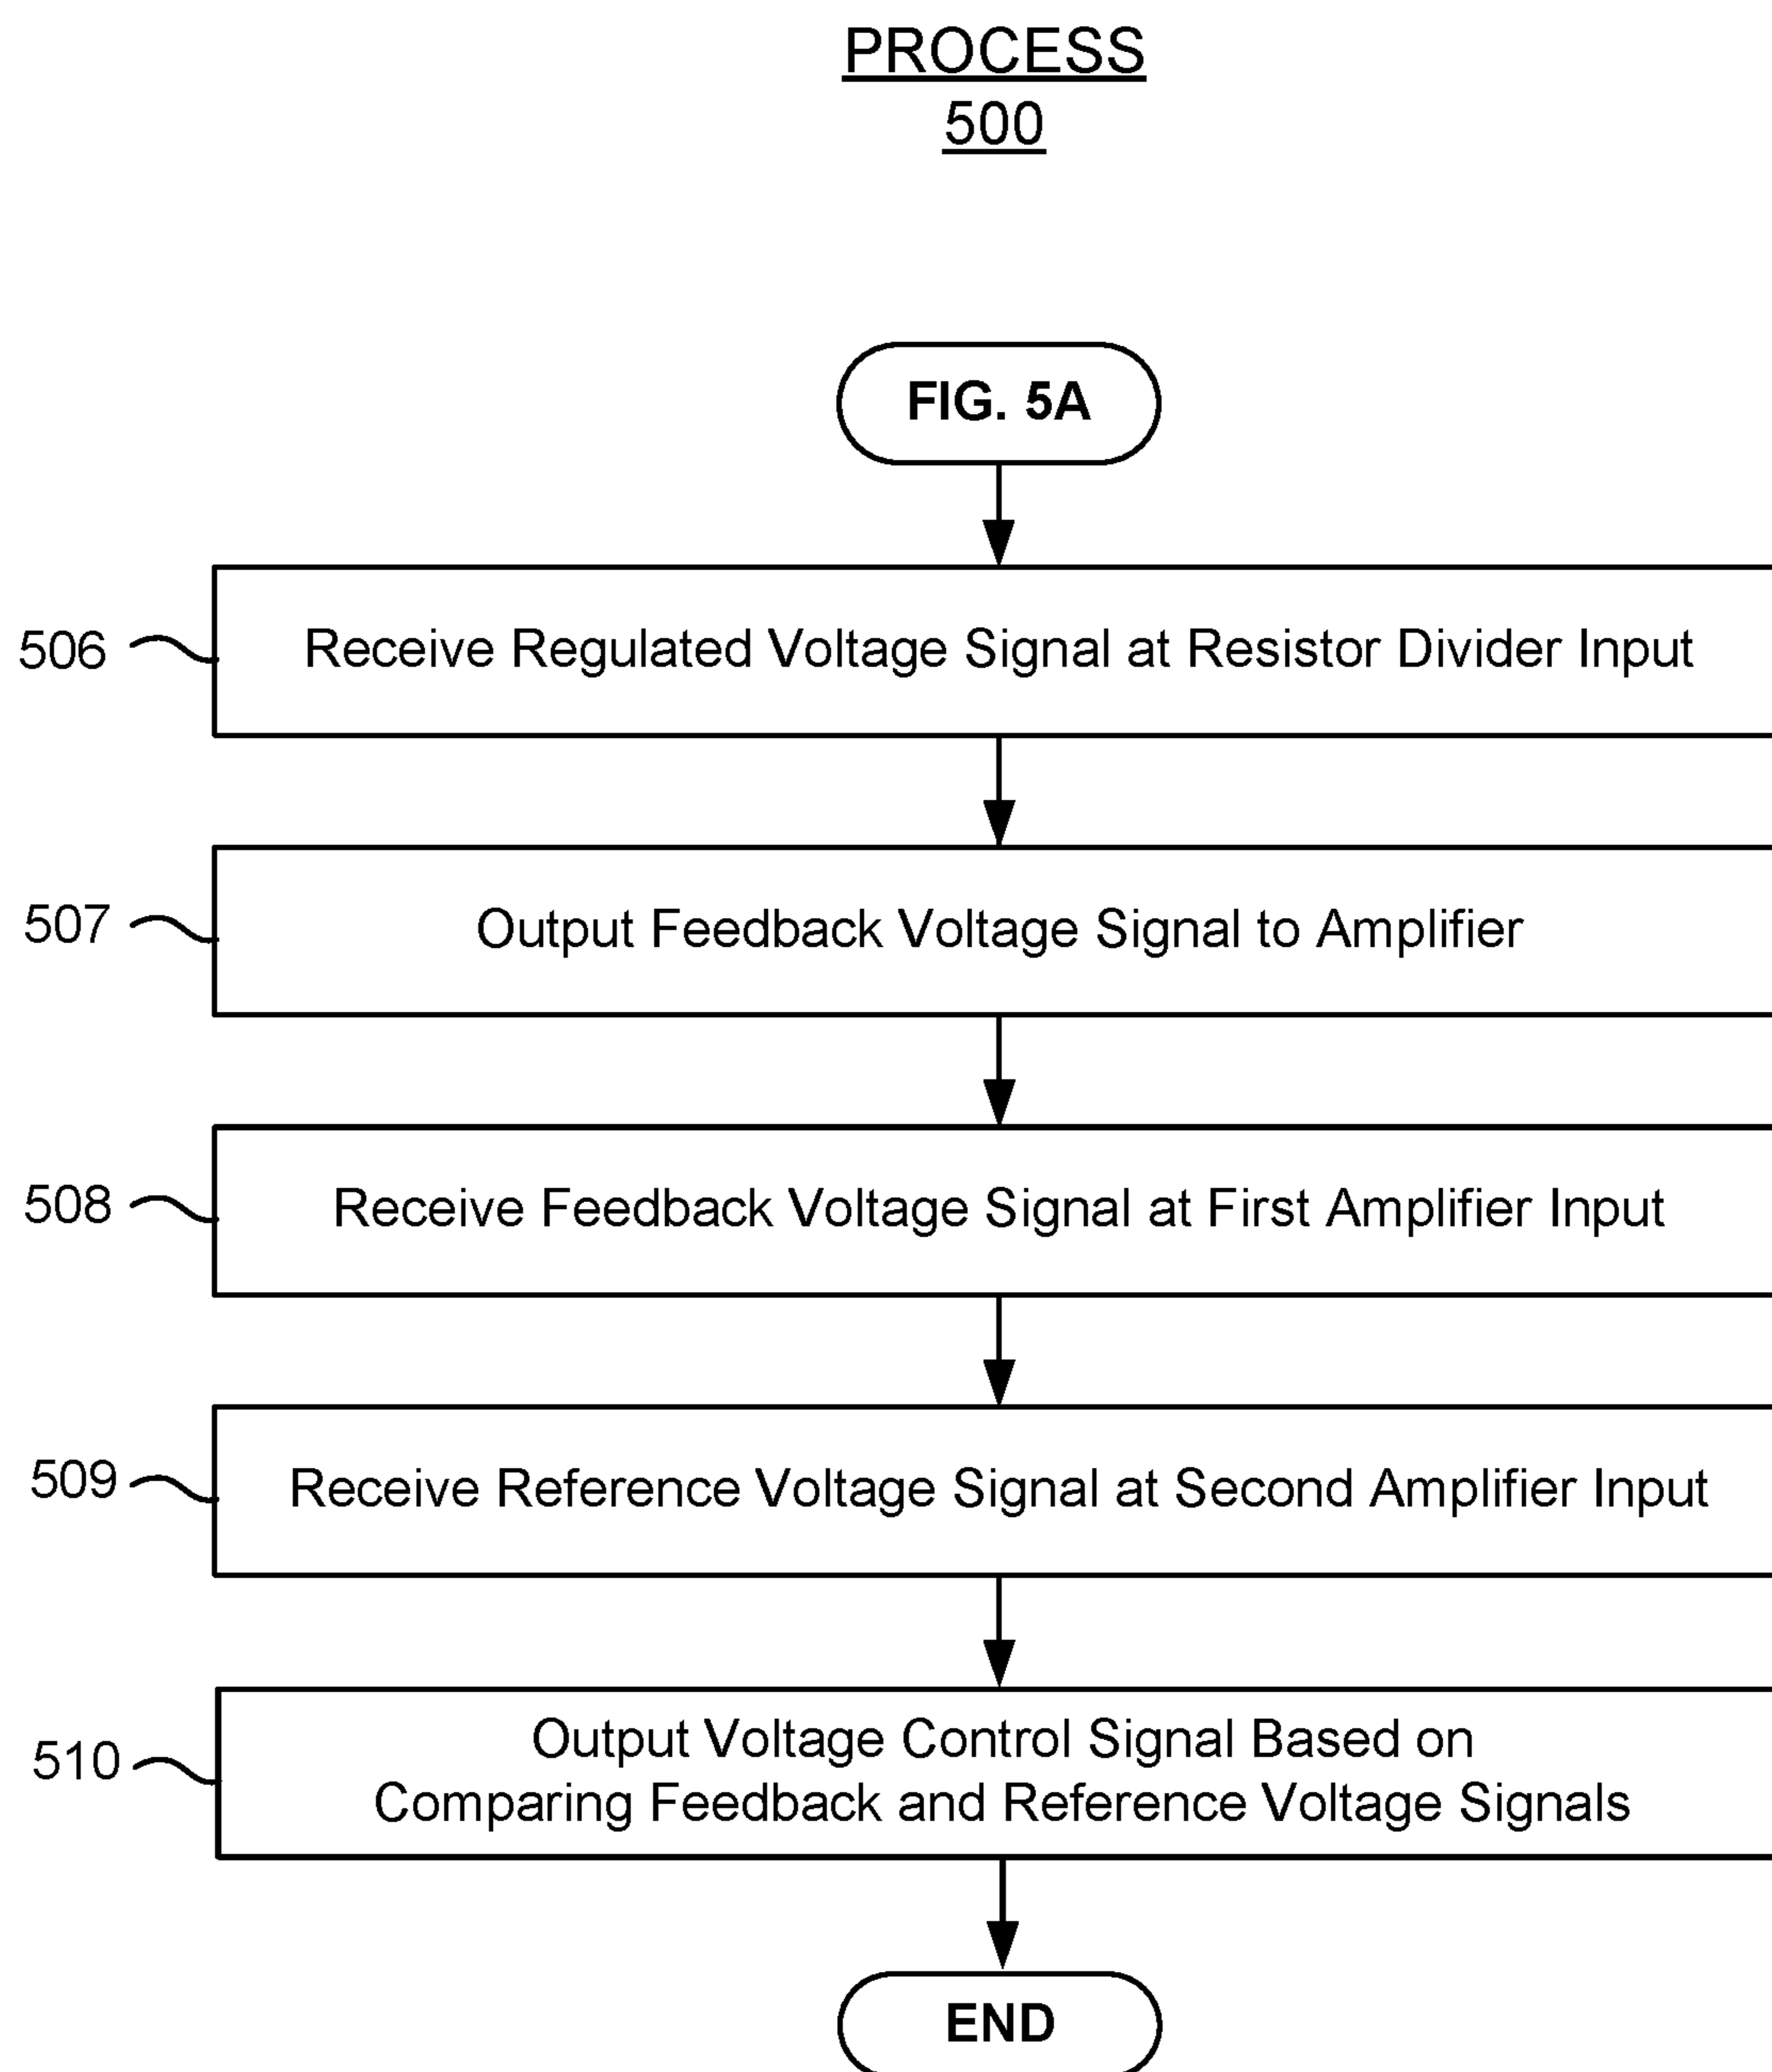 PROCESS
500
FIG. 5A
506
Receive Regulated Voltage Signal at Resistor Divider Input
507
Output Feedback Voltage Signal to Amplifier
508
Receive Feedback Voltage Signal at First Amplifier Input
509
Receive Reference Voltage Signal at Second Amplifier Input
510
Output Voltage Control Signal Based on
Comparing Feedback and Reference Voltage Signals
END